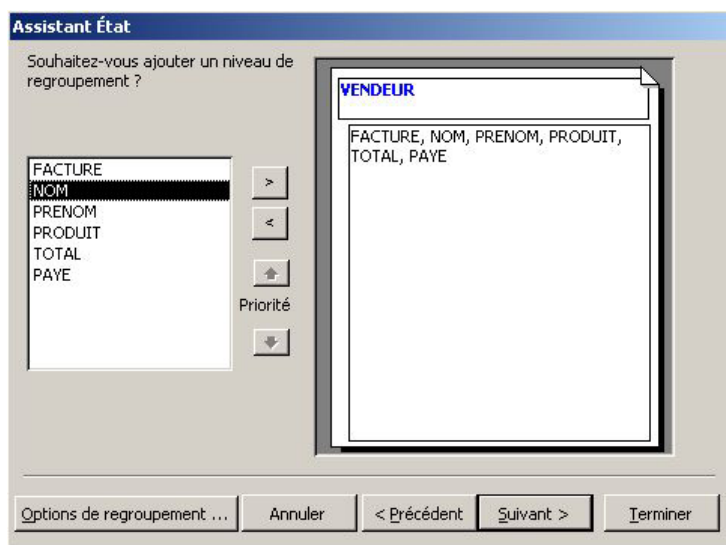 Assistant État
Souhaitez-vous ajouter un niveau de
regroupement ?
FACTURE
NOM
PRENOM
PRODUIT
TOTAL
PAYE
>
<
Priorité
VENDEUR
FACTURE, NOM, PRENOM, PRODUIT,
TOTAL, PAYE
Options de regroupement ...
Annuler
< Précédent
Suivant >
Terminer